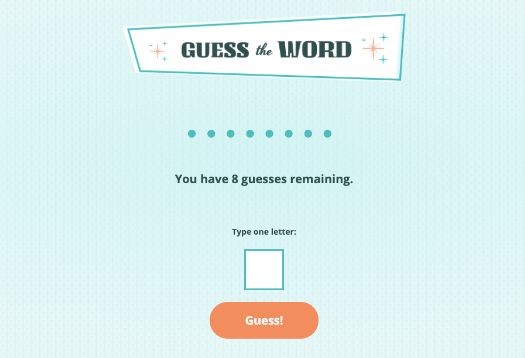 GUESS the WORD
● ● ● ● ● ● ● ●
You have 8 guesses remaining.
Type one letter:
Guess!